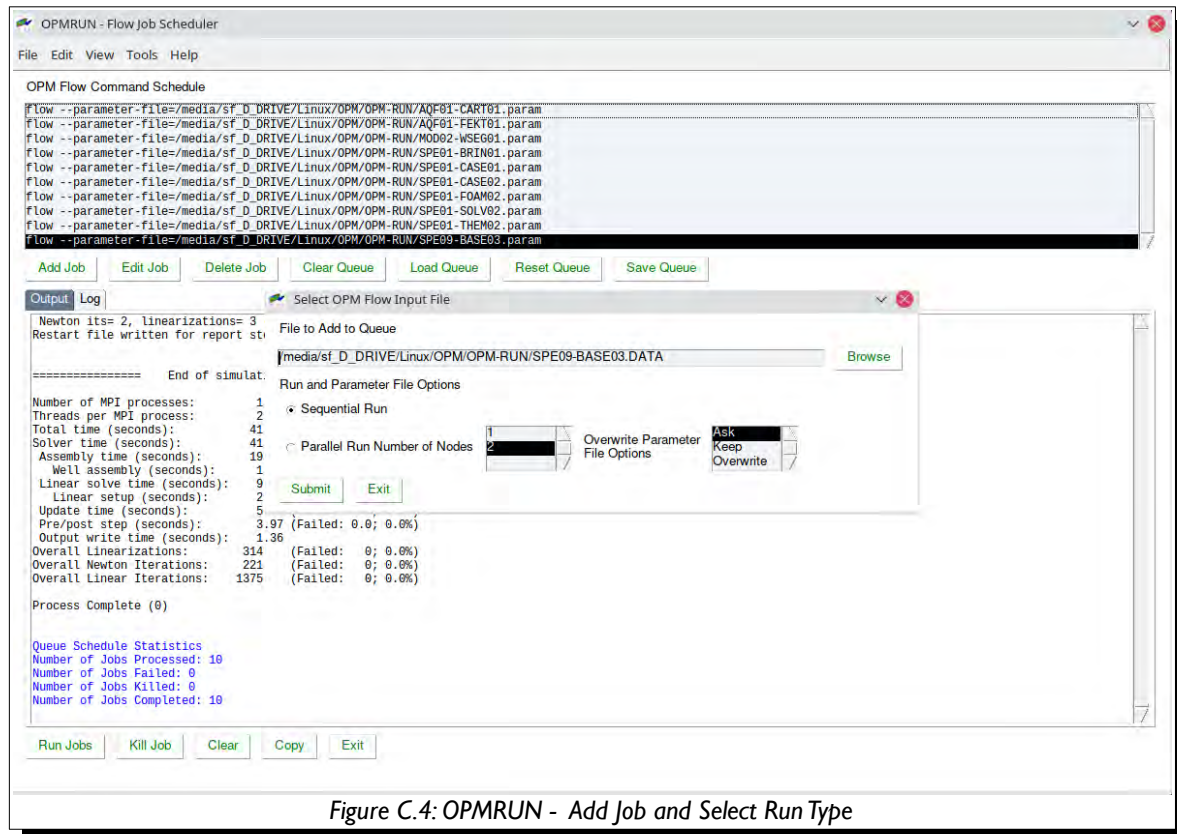 OPMRUN - Flow Job Scheduler
File Edit View Tools Help
OPM Flow Command Schedule
flow --parameter-file=/media/sf_D_DRIVE/Linux/OPM/OPM-RUN/AQF01-CART01.param
flow --parameter-file=/media/sf_D_DRIVE/Linux/OPM/OPM-RUN/AQF01-FEKT01.param
flow --parameter-file=/media/sf_D_DRIVE/Linux/OPM/OPM-RUN/MOD02-WSEG01.param
flow --parameter-file=/media/sf_D_DRIVE/Linux/OPM/OPM-RUN/SPE01-BRIN01.param
flow --parameter-file=/media/sf_D_DRIVE/Linux/OPM/OPM-RUN/SPE01-CASE01.param
flow --parameter-file=/media/sf_D_DRIVE/Linux/OPM/OPM-RUN/SPE01-CASE02.param
flow --parameter-file=/media/sf_D_DRIVE/Linux/OPM/OPM-RUN/SPE01-FOAM02.param
flow --parameter-file=/media/sf_D_DRIVE/Linux/OPM/OPM-RUN/SPE01-SOLV02.param
flow --parameter-file=/media/sf_D_DRIVE/Linux/OPM/OPM-RUN/SPE01-THEM02.param
flow --parameter-file=/media/sf_D_DRIVE/Linux/OPM/OPM-RUN/SPE09-BASE03.param
Add Job Edit Job Delete Job Clear Queue Load Queue Reset Queue Save Queue
Output Log
Newton its= 2, linearizations= 3
Restart file written for report st
================ End of simulat
Number of MPI processes: 1
Threads per MPI process: 2
Total time (seconds): 41
Solver time (seconds): 41
Assembly time (seconds): 19
Well assembly (seconds): 1
Linear solve time (seconds): 9
Linear setup (seconds): 2
Update time (seconds): 5
Pre/post step (seconds): 3.97 (Failed: 0.0; 0.0%)
Output write time (seconds): 1.36
Overall Linearizations: 314 (Failed: 0; 0.0%)
Overall Newton Iterations: 221 (Failed: 0; 0.0%)
Overall Linear Iterations: 1375 (Failed: 0; 0.0%)
Process Complete (0)
Queue Schedule Statistics
Number of Jobs Processed: 10
Number of Jobs Failed: 0
Number of Jobs Killed: 0
Number of Jobs Completed: 10
Select OPM Flow Input File
File to Add to Queue
/media/sf_D_DRIVE/Linux/OPM/OPM-RUN/SPE09-BASE03.DATA
Browse
Run and Parameter File Options
Sequential Run
Parallel Run Number of Nodes
1
2
Overwrite Parameter
File Options
Ask
Keep
Overwrite
Submit Exit
Run Jobs Kill Job Clear Copy Exit
Figure C.4: OPMRUN - Add Job and Select Run Type